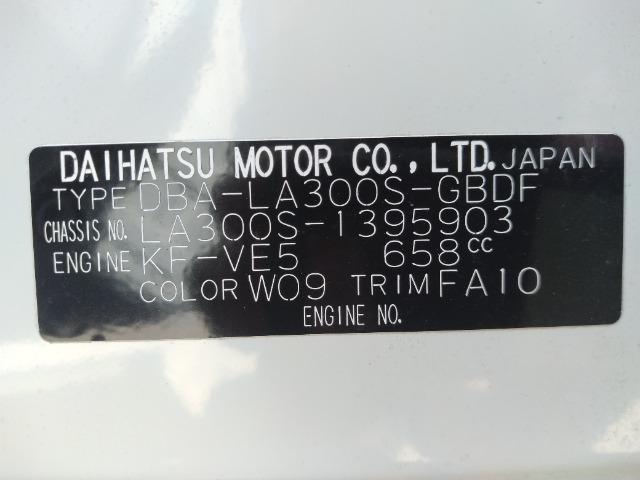 DAIHATSU MOTOR CO., LTD. JAPAN
TYPE DBA-LA300S-GBDF
CHASSIS NO. LA300S-1395903
ENGINE KF-VE5 658CC
COLOR W09 TRIM FA10
ENGINE NO.